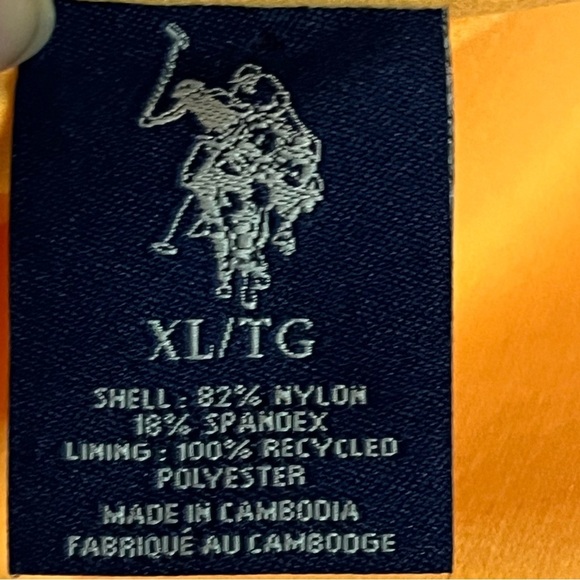 XL/TG
SHELL : 82% NYLON
18% SPANDEX
LINING : 100% RECYCLED
POLYESTER
MADE IN CAMBODIA
FABRIQUÉ AU CAMBODGE